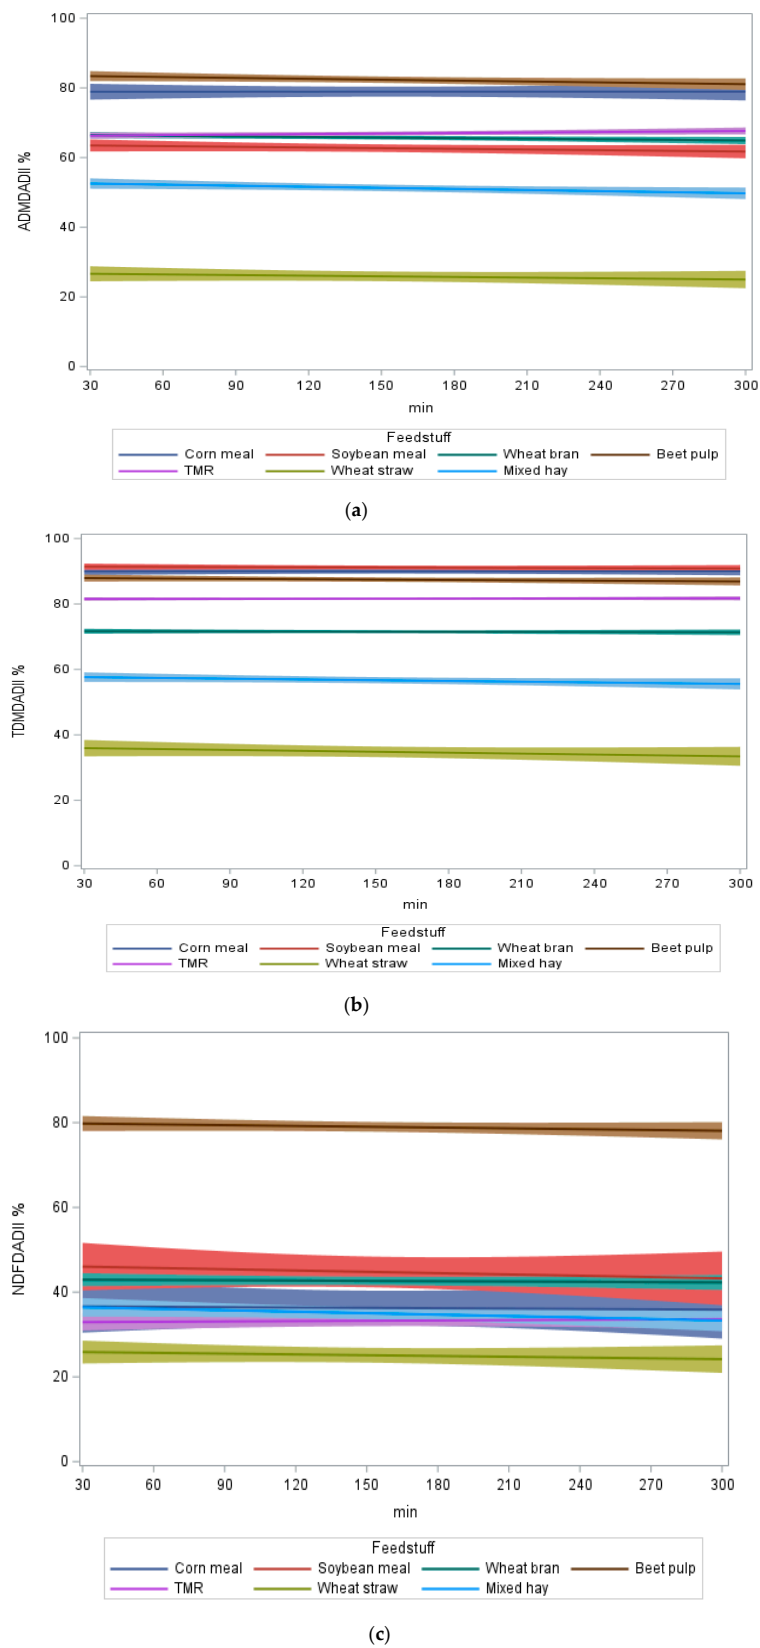 100
80
60
40
20
0
ADMDADII %
30 60 90 120 150 180 210 240 270 300
min
Feedstuff
Corn meal Soybean meal Wheat bran Beet pulp
TMR Wheat straw Mixed hay
(a)
100
80
60
40
20
0
TDMDADII %
30 60 90 120 150 180 210 240 270 300
min
Feedstuff
Corn meal Soybean meal Wheat bran Beet pulp
TMR Wheat straw Mixed hay
(b)
100
80
60
40
20
0
NDFDADII %
30 60 90 120 150 180 210 240 270 300
min
Feedstuff
Corn meal Soybean meal Wheat bran Beet pulp
TMR Wheat straw Mixed hay
(c)